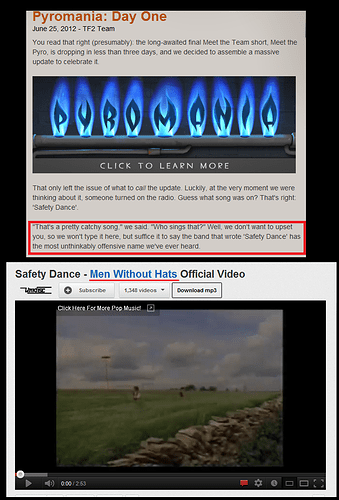 Pyromania: Day One
June 25, 2012 - TF2 Team
You read that right (presumably): the long-awaited final Meet the Team short, Meet the
Pyro, is dropping in less than three days, and we decided to assemble a massive
update to celebrate it.
PYROMANIA
CLICK TO LEARN MORE
That only left the issue of what to call the update. Luckily, at the very moment we were
thinking about it, someone turned on the radio. Guess what song was on? That's right:
'Safety Dance'.
"That's a pretty catchy song," we said. "Who sings that?" Well, we don't want to upset
you, so we won't type it here, but suffice it to say the band that wrote 'Safety Dance' has
the most unthinkably offensive name we've ever heard.
Safety Dance - Men Without Hats Official Video
Subscribe 1,348 videos Download mp3
Click Here For More Pop Music!
0:00 / 2:53